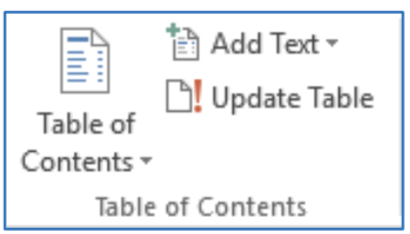 Table of
Contents
Add Text
Update Table
Table of Contents